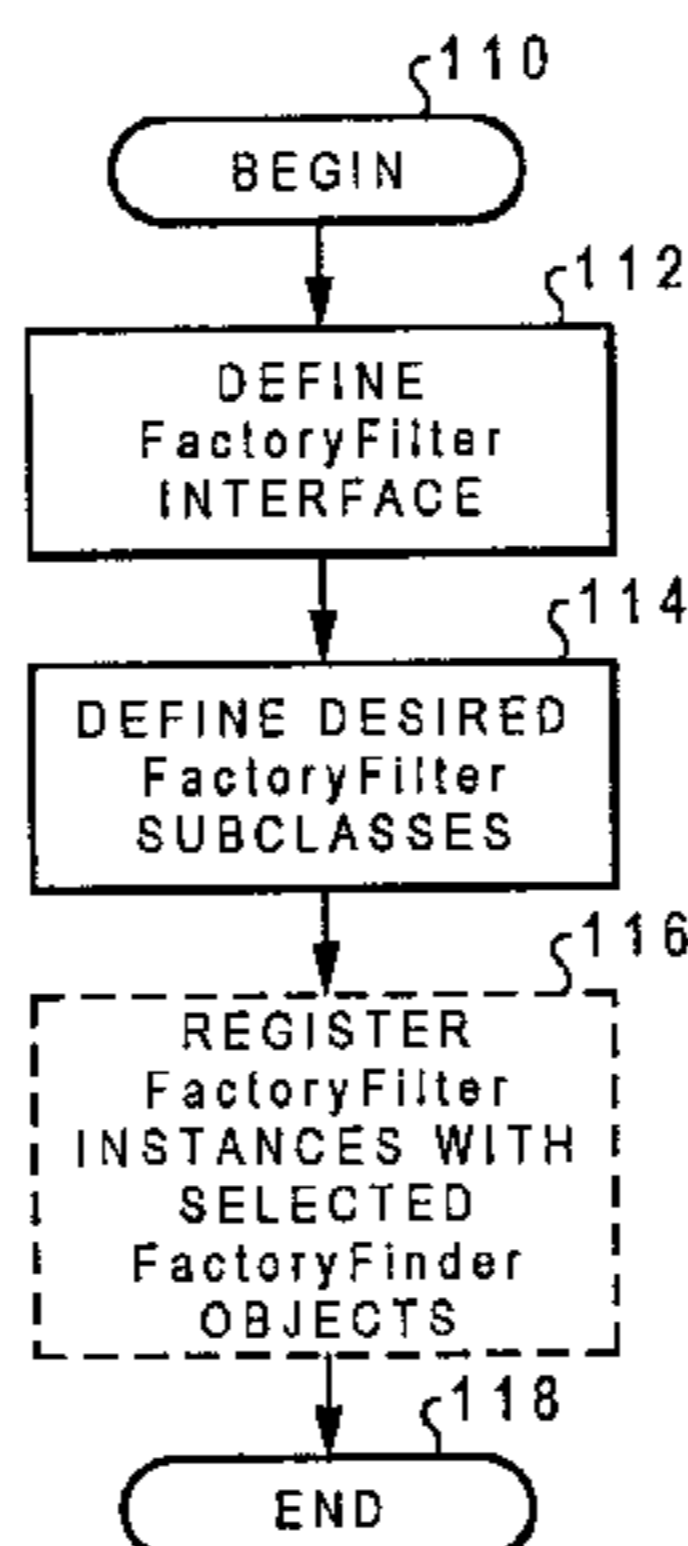 110
BEGIN
112
DEFINE
FactoryFilter
INTERFACE
114
DEFINE DESIRED
FactoryFilter
SUBCLASSES
116
REGISTER
FactoryFilter
INSTANCES WITH
SELECTED
FactoryFinder
OBJECTS
118
END